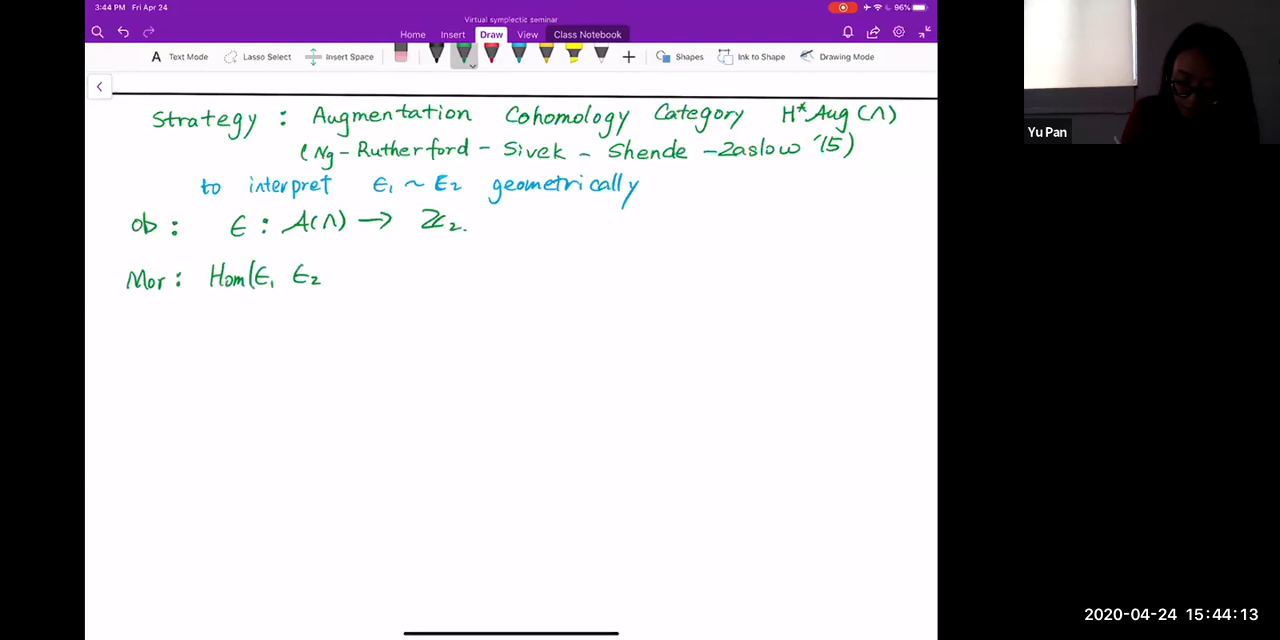 3:44 PM Fri Apr 24
96%
Virtual symplectic seminar
Home Insert Draw View Class Notebook
Text Mode Lasso Select Insert Space Shapes Ink to Shape Drawing Mode
Strategy : Augmentation Cohomology Category H* Aug (Λ)
(Ng - Rutherford - Sivek - Shende - Zaslow '15)
to interpret ε₁ ~ ε₂ geometrically
Ob : ε : A(Λ) → ℤ₂.
Mor : Hom(ε₁ ε₂
Yu Pan
2020-04-24 15:44:13